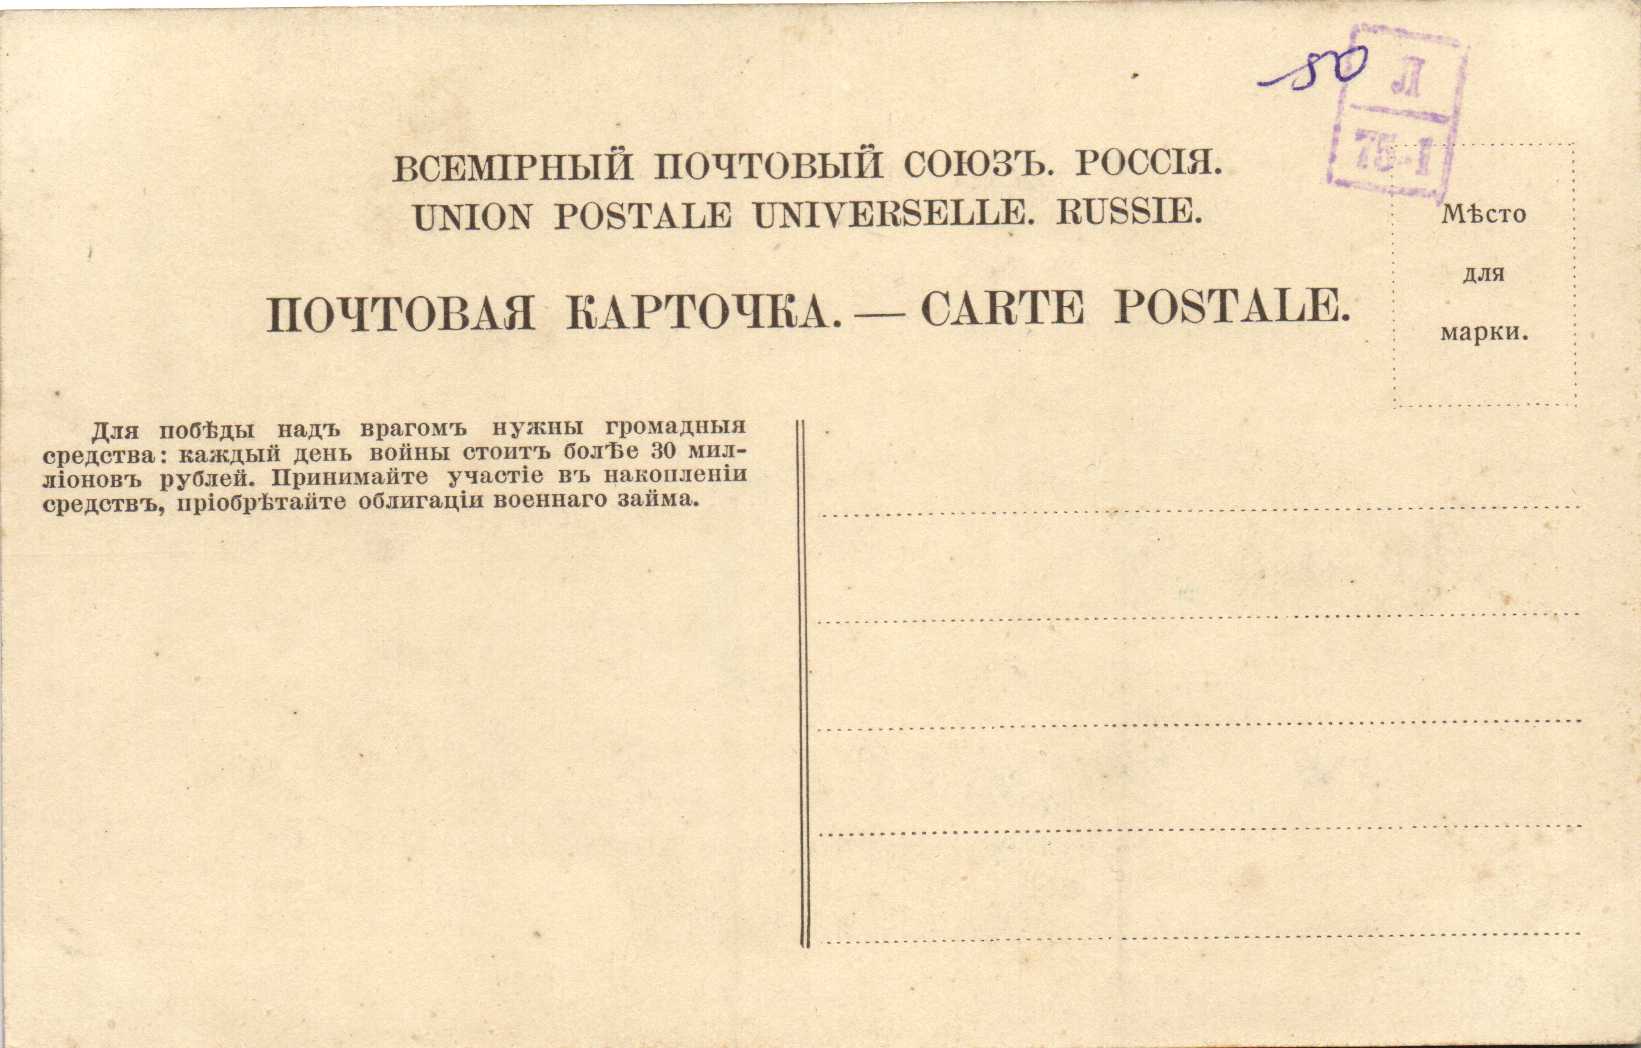 50
Л
75-1
ВСЕМІРНЫЙ ПОЧТОВЫЙ СОЮЗЪ. РОССІЯ.
UNION POSTALE UNIVERSELLE. RUSSIE.
ПОЧТОВАЯ КАРТОЧКА. — CARTE POSTALE.
Мѣсто
для
марки.
Для побѣды надъ врагомъ нужны громадныя
средства: каждый день войны стоитъ болѣе 30 мил-
ліоновъ рублей. Принимайте участіе въ накопленіи
средствъ, пріобрѣтайте облигаціи военнаго займа.